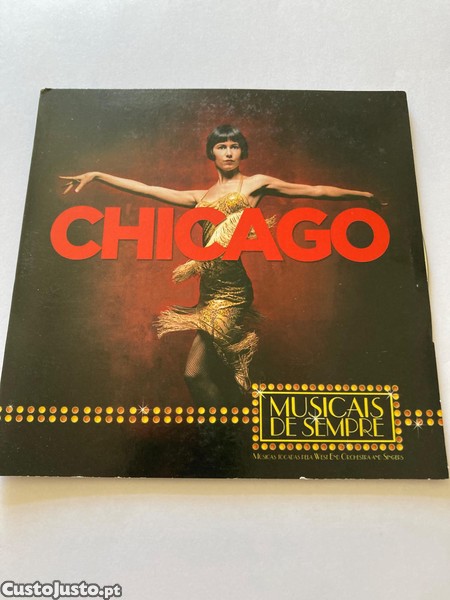 CHICAGO
MUSICAIS
DE SEMPRE
MÚSICAS TOCADAS PELA WEST END ORCHESTRA AND SINGERS
CustoJusto.pt